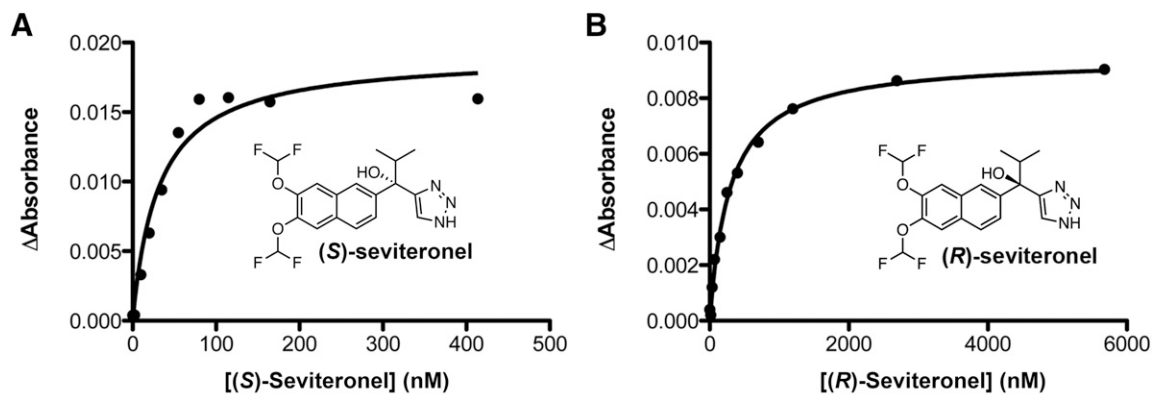 A
0.020
0.015
0.010
0.005
0.000
ΔAbsorbance
0
100
200
300
400
500
[(S)-Seviteronel] (nM)
F
F
O
O
F
F
HO
N
N
NH
(S)-seviteronel
B
0.010
0.008
0.006
0.004
0.002
0.000
ΔAbsorbance
0
2000
4000
6000
[(R)-Seviteronel] (nM)
F
F
O
O
F
F
HO
N
N
NH
(R)-seviteronel